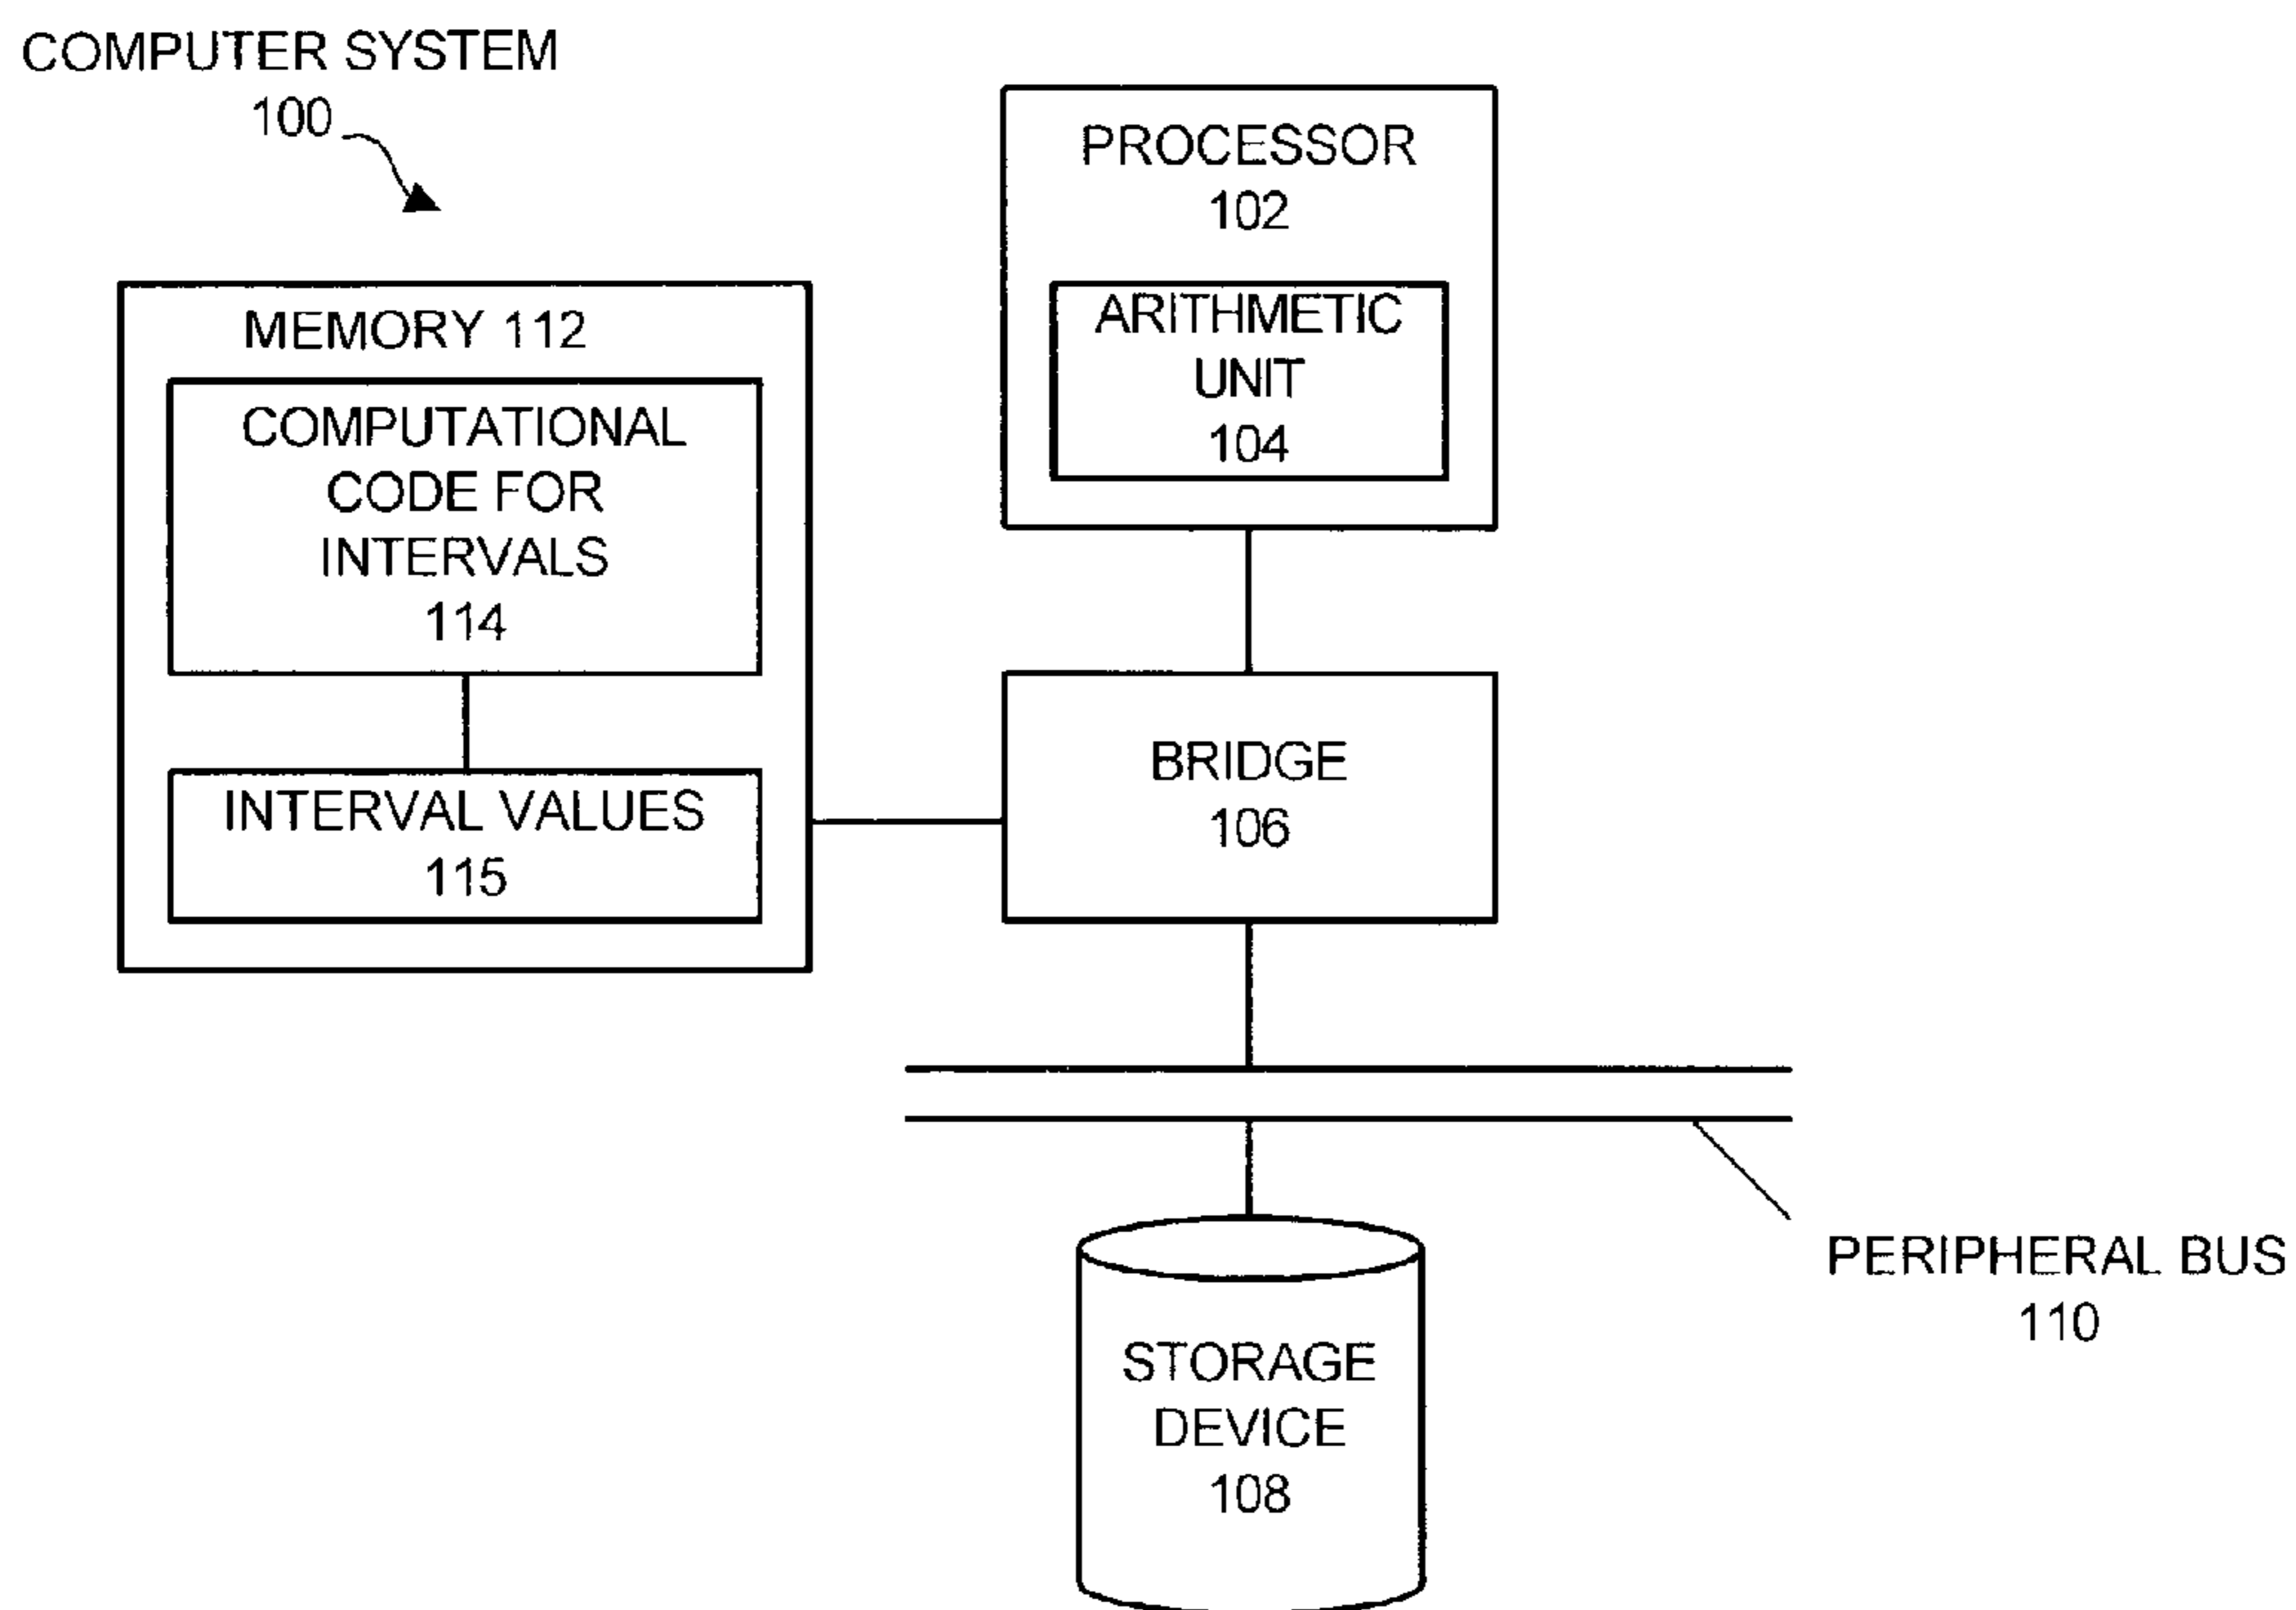 COMPUTER SYSTEM
100
PROCESSOR
102
ARITHMETIC
UNIT
104
MEMORY 112
COMPUTATIONAL
CODE FOR
INTERVALS
114
INTERVAL VALUES
115
BRIDGE
106
PERIPHERAL BUS
110
STORAGE
DEVICE
108